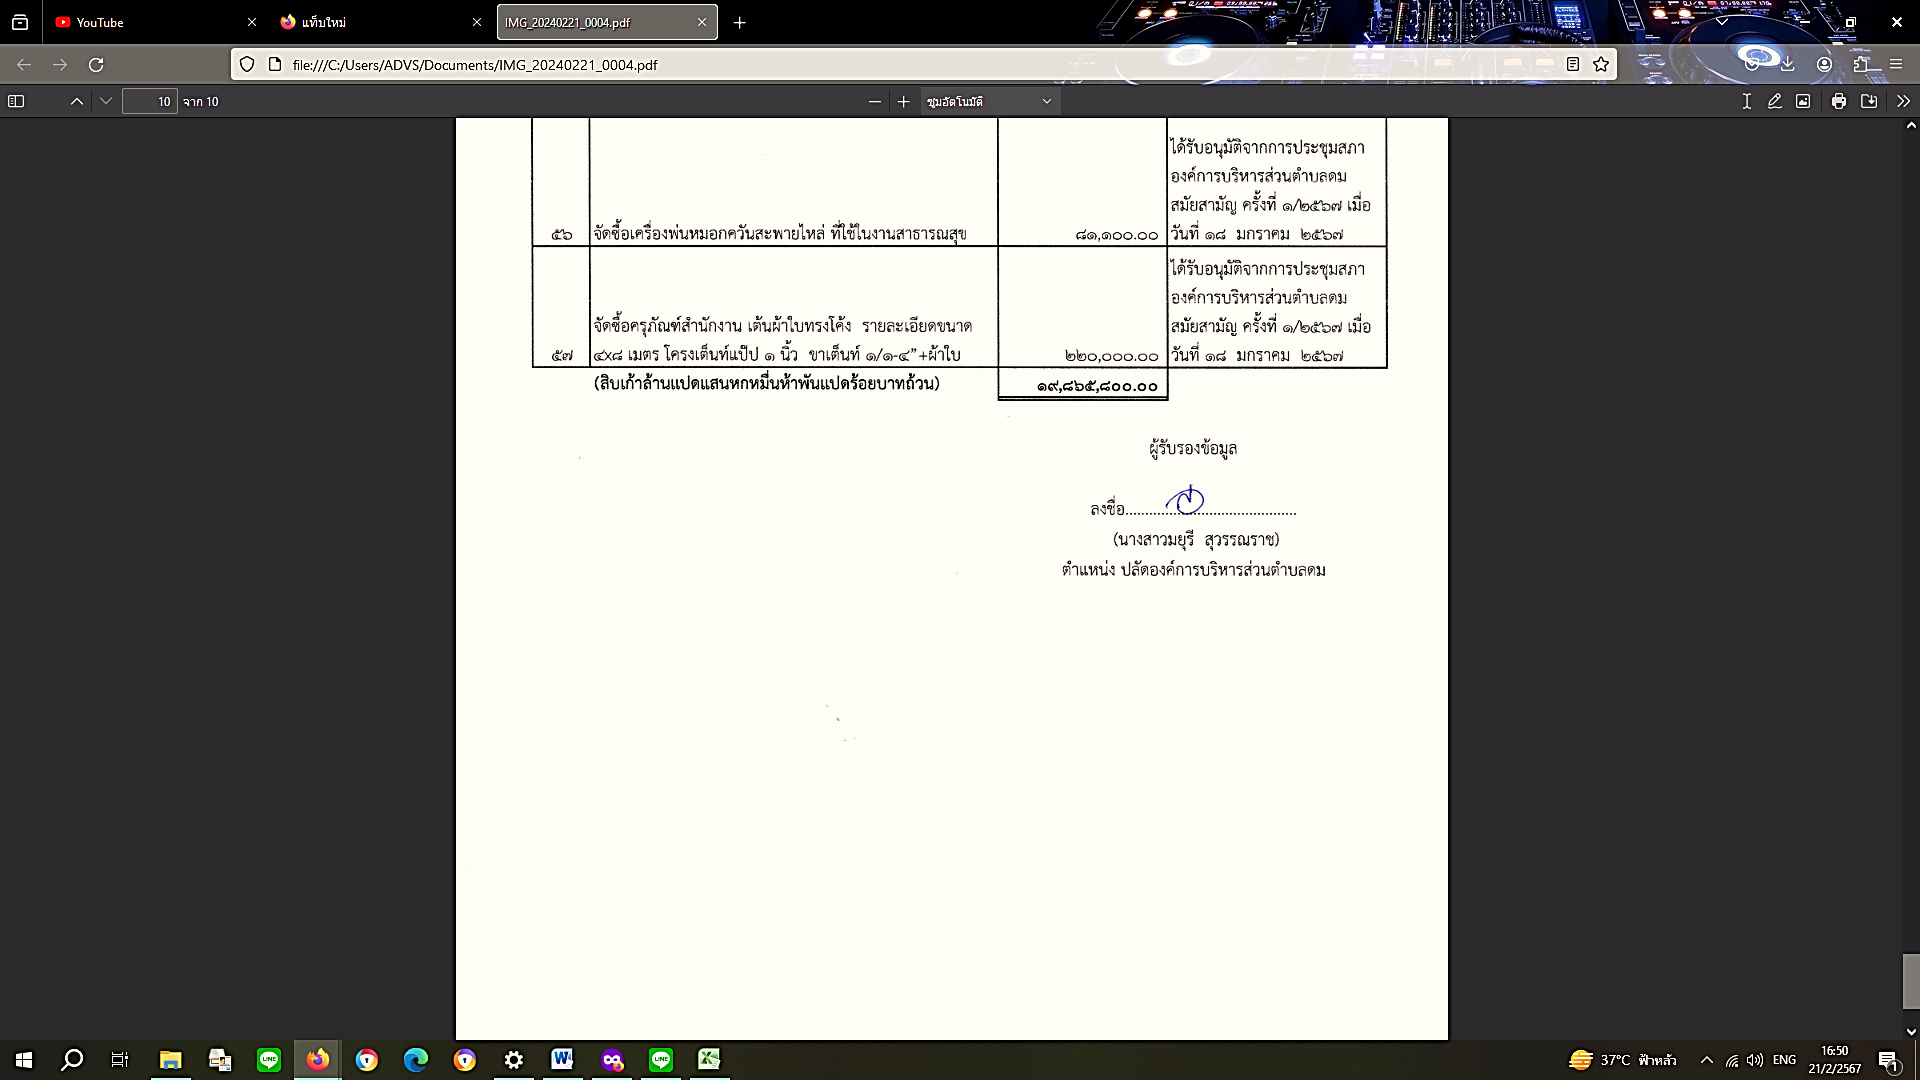 YouTube
แท็บใหม่
IMG_20240221_0004.pdf
file:///C:/Users/ADVS/Documents/IMG_20240221_0004.pdf
10 จาก 10
ซูมอัตโนมัติ
ได้รับอนุมัติจากการประชุมสภา
องค์การบริหารส่วนตำบลดม
สมัยสามัญ ครั้งที่ ๑/๒๕๖๗ เมื่อ
๕๖ จัดซื้อเครื่องพ่นหมอกควันสะพายไหล่ ที่ใช้ในงานสาธารณสุข ๘๑,๑๐๐.๐๐ วันที่ ๑๘ มกราคม ๒๕๖๗
ได้รับอนุมัติจากการประชุมสภา
องค์การบริหารส่วนตำบลดม
จัดซื้อครุภัณฑ์สำนักงาน เต้นผ้าใบทรงโค้ง รายละเอียดขนาด สมัยสามัญ ครั้งที่ ๑/๒๕๖๗ เมื่อ
๕๗ ๔x๘ เมตร โครงเต็นท์แป๊ป ๑ นิ้ว ขาเต็นท์ ๑/๑-๔”+ผ้าใบ ๒๒๐,๐๐๐.๐๐ วันที่ ๑๘ มกราคม ๒๕๖๗
(สิบเก้าล้านแปดแสนหกหมื่นห้าพันแปดร้อยบาทถ้วน) ๑๙,๘๖๕,๘๐๐.๐๐
ผู้รับรองข้อมูล
ลงชื่อ............................................
(นางสาวมยุรี สุวรรณราช)
ตำแหน่ง ปลัดองค์การบริหารส่วนตำบลดม
37°C ฟ้าหลัว
ENG
16:50
21/2/2567
1